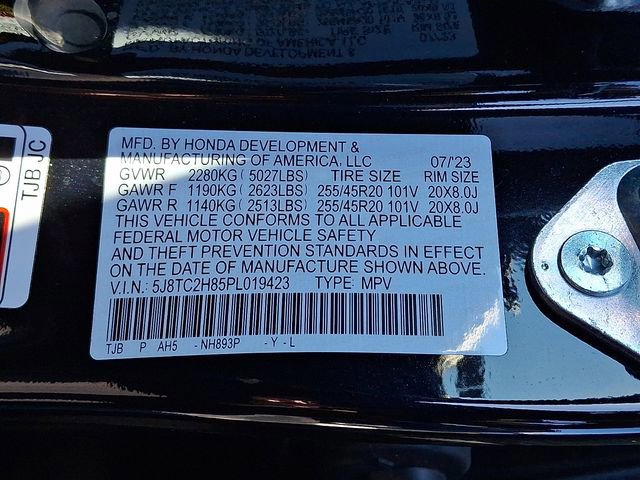 MFD. BY HONDA DEVELOPMENT &
MANUFACTURING OF AMERICA, LLC 07/23
GVWR 2280KG ( 5027LBS) TIRE SIZE RIM SIZE
GAWR F 1190KG ( 2623LBS) 255/45R20 101V 20X8.0J
GAWR R 1140KG ( 2513LBS) 255/45R20 101V 20X8.0J
THIS VEHICLE CONFORMS TO ALL APPLICABLE
FEDERAL MOTOR VEHICLE SAFETY
AND THEFT PREVENTION STANDARDS IN EFFECT
ON THE DATE OF MANUFACTURE SHOWN ABOVE.
V.I.N.: 5J8TC2H85PL019423 TYPE: MPV
TJB P AH5 - NH893P - Y - L
TJB JC